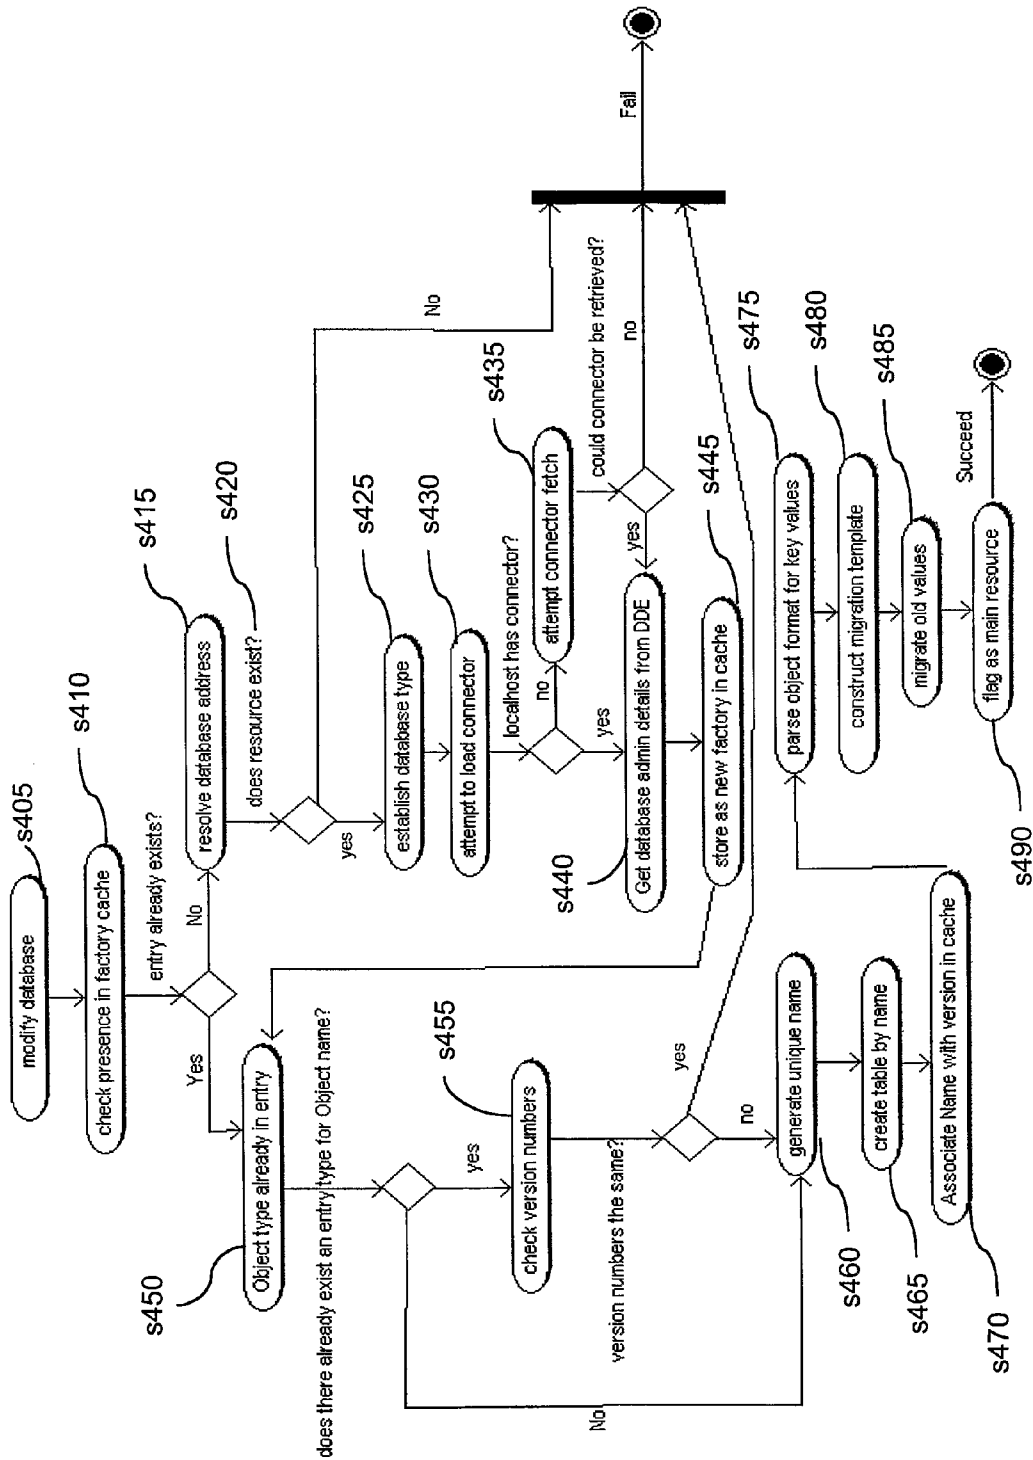 modify database
s405
check presence in factory cache
s410
entry already exists?
Yes
No
resolve database address
s415
does resource exist?
s420
yes
No
establish database type
s425
attempt to load connector
s430
localhost has connector?
no
yes
attempt connector fetch
s435
could connector be retrieved?
yes
no
Get database admin details from DDE
s440
store as new factory in cache
s445
Object type already in entry
s450
does there already exist an entry type for Object name?
yes
No
check version numbers
s455
version numbers the same?
yes
no
generate unique name
s460
create table by name
s465
Associate Name with version in cache
s470
parse object format for key values
s475
construct migration template
s480
migrate old values
s485
flag as main resource
s490
Succeed
Fail